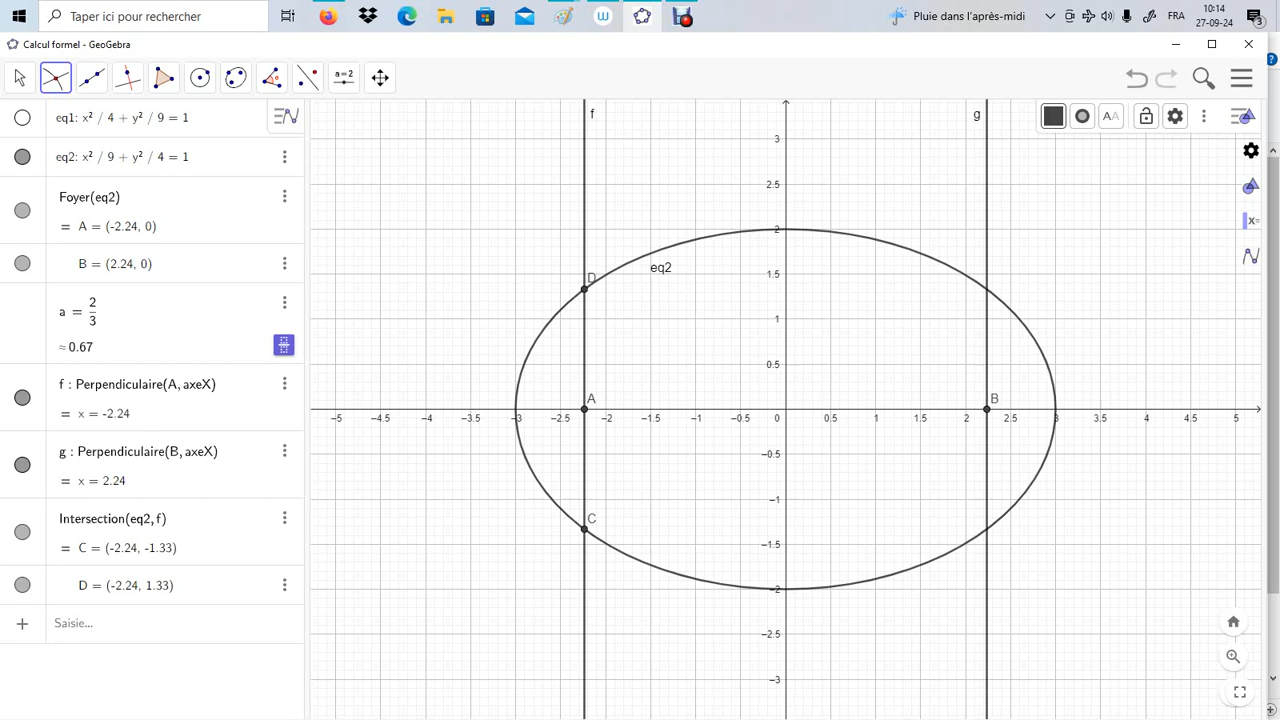 Taper ici pour rechercher
Pluie dans l'après-midi
FRA
10:14
27-09-24
3
Calcul formel - GeoGebra
a=2
AA
eq1: x² / 4 + y² / 9 = 1
eq2: x² / 9 + y² / 4 = 1
Foyer(eq2)
= A = (-2.24, 0)
B = (2.24, 0)
a = 2/3
≈ 0.67
f : Perpendiculaire(A, axeX)
= x = -2.24
g : Perpendiculaire(B, axeX)
= x = 2.24
Intersection(eq2, f)
= C = (-2.24, -1.33)
D = (-2.24, 1.33)
+ Saisie...
f
g
3
2.5
2
1.5
1
0.5
−5 −4.5 −4 −3.5 −3 −2.5 −2 −1.5 −1 −0.5 0 0.5 1 1.5 2 2.5 3 3.5 4 4.5 5
−0.5
−1
−1.5
−2
−2.5
−3
eq2
D
A
B
C
x=